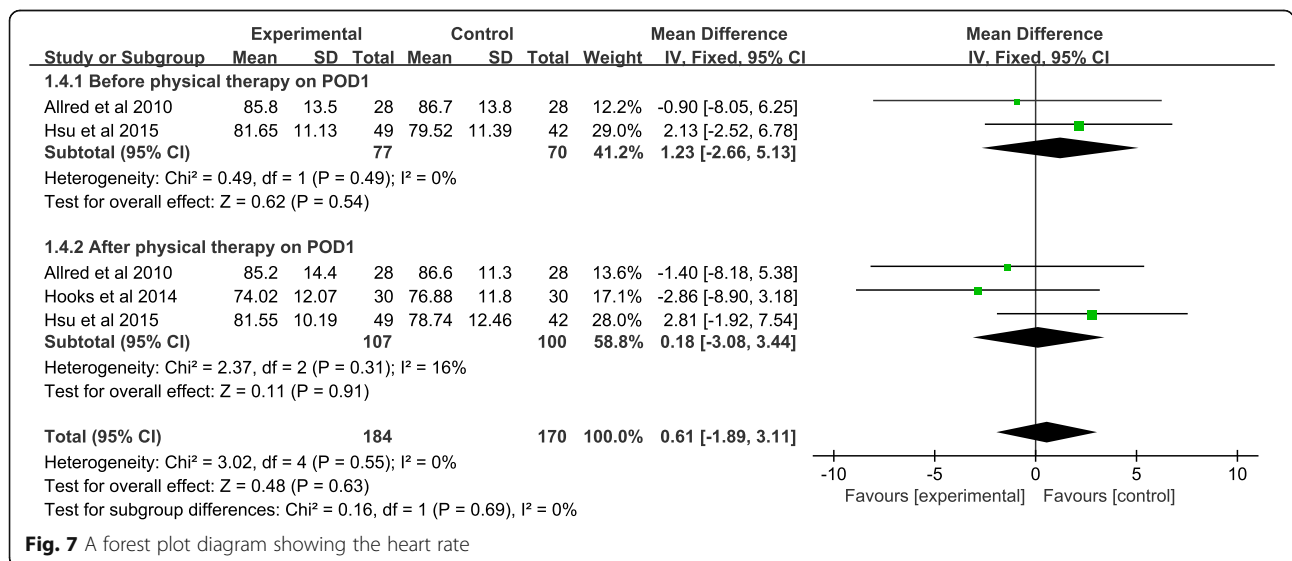 Experimental Control Mean Difference Mean Difference
Study or Subgroup Mean SD Total Mean SD Total Weight IV, Fixed, 95% CI IV, Fixed, 95% CI
1.4.1 Before physical therapy on POD1
Allred et al 2010 85.8 13.5 28 86.7 13.8 28 12.2% -0.90 [-8.05, 6.25]
Hsu et al 2015 81.65 11.13 49 79.52 11.39 42 29.0% 2.13 [-2.52, 6.78]
Subtotal (95% CI) 77 70 41.2% 1.23 [-2.66, 5.13]
Heterogeneity: Chi² = 0.49, df = 1 (P = 0.49); I² = 0%
Test for overall effect: Z = 0.62 (P = 0.54)
1.4.2 After physical therapy on POD1
Allred et al 2010 85.2 14.4 28 86.6 11.3 28 13.6% -1.40 [-8.18, 5.38]
Hooks et al 2014 74.02 12.07 30 76.88 11.8 30 17.1% -2.86 [-8.90, 3.18]
Hsu et al 2015 81.55 10.19 49 78.74 12.46 42 28.0% 2.81 [-1.92, 7.54]
Subtotal (95% CI) 107 100 58.8% 0.18 [-3.08, 3.44]
Heterogeneity: Chi² = 2.37, df = 2 (P = 0.31); I² = 16%
Test for overall effect: Z = 0.11 (P = 0.91)
Total (95% CI) 184 170 100.0% 0.61 [-1.89, 3.11]
Heterogeneity: Chi² = 3.02, df = 4 (P = 0.55); I² = 0%
Test for overall effect: Z = 0.48 (P = 0.63)
Test for subgroup differences: Chi² = 0.16, df = 1 (P = 0.69), I² = 0%
-10 -5 0 5 10
Favours [experimental] Favours [control]
Fig. 7 A forest plot diagram showing the heart rate